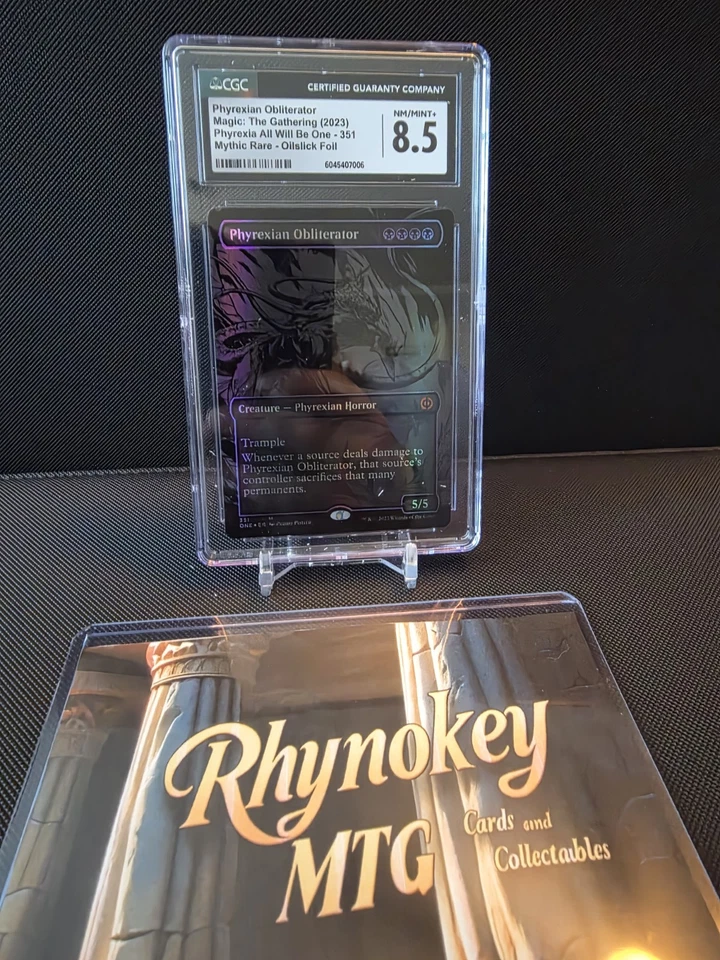 CGC CERTIFIED GUARANTY COMPANY
Phyrexian Obliterator
Magic: The Gathering (2023)
Phyrexia All Will Be One - 351
Mythic Rare - Oilslick Foil
NM/MINT+
8.5
6045407006
Phyrexian Obliterator
Creature — Phyrexian Horror
Trample
Whenever a source deals damage to
Phyrexian Obliterator, that source's
controller sacrifices that many
permanents.
5/5
351 M
ONE
Rhynokey
MTG
Cards and
Collectables